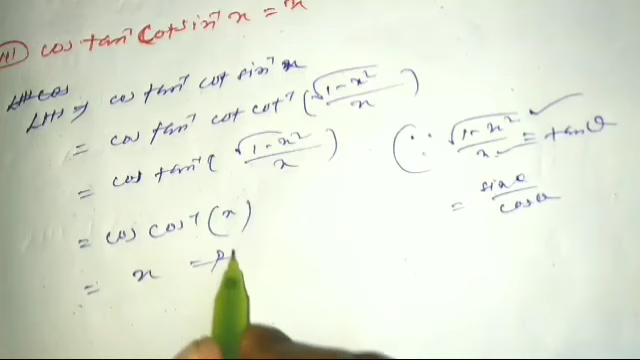 iii) cos tan⁻¹ cot sin⁻¹ x = x
LHS ⇒ cos tan⁻¹ cot sin⁻¹ x
= cos tan⁻¹ cot cot⁻¹ (√1-x²/x)
= cos tan⁻¹ ( √1-x²/x )
(∵ √1-x²/x = tanθ
= sinθ/cosθ
= cos cos⁻¹ (x)
= x =R